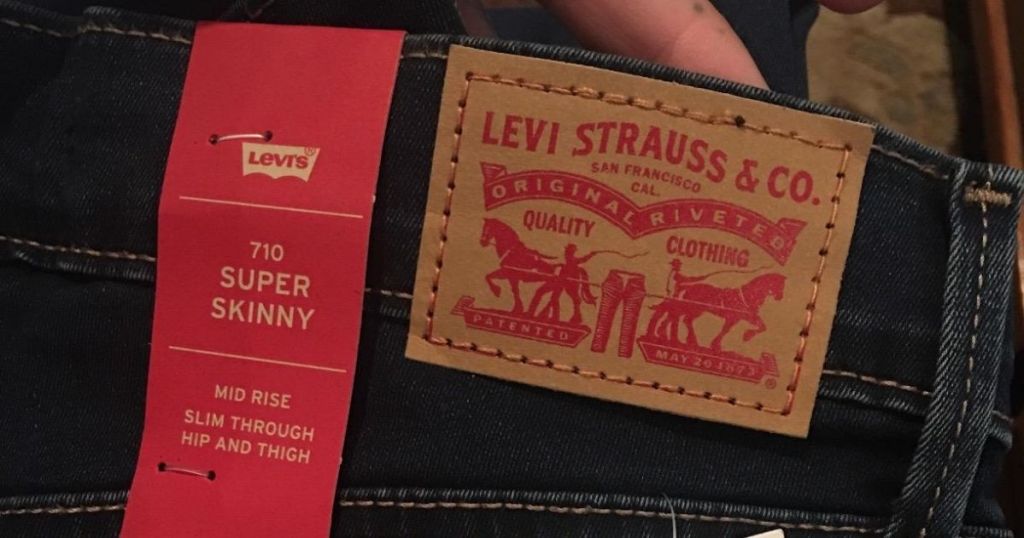 LEVI'S®
710
SUPER
SKINNY
MID RISE
SLIM THROUGH
HIP AND THIGH
LEVI STRAUSS & CO.
SAN FRANCISCO
CAL.
ORIGINAL RIVETED
QUALITY CLOTHING
PATENTED
MAY 20 1873
®